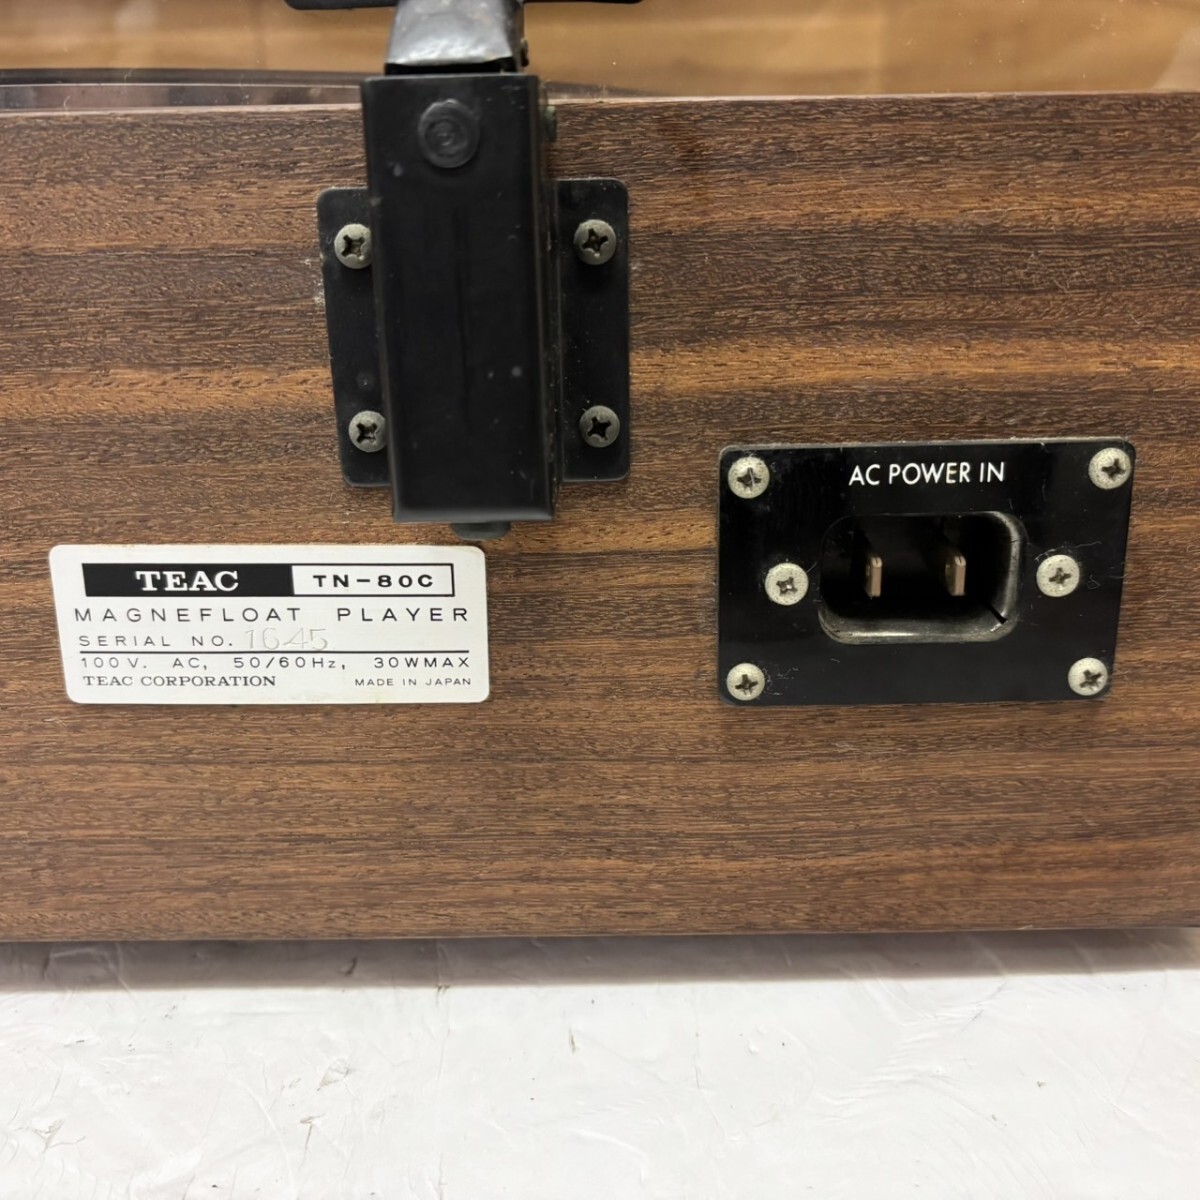 TEAC TN-80C
MAGNEFLOAT PLAYER
SERIAL NO. 1645
100V. AC, 50/60Hz, 30WMAX
TEAC CORPORATION MADE IN JAPAN
AC POWER IN